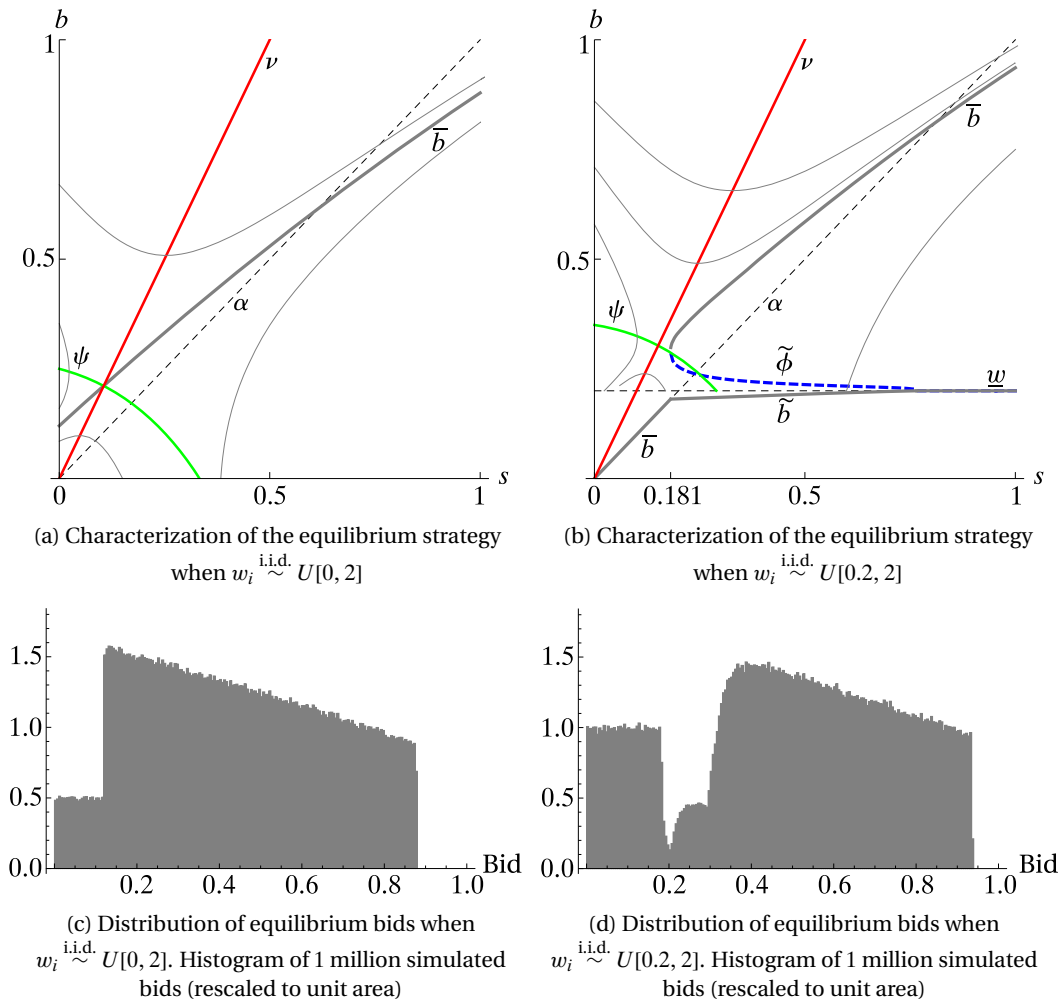 b
1
ν
b̅
0.5
α
ψ
0
0.5
1
s
(a) Characterization of the equilibrium strategy
when wᵢ i.i.d. ∼ U[0, 2]
b
1
ν
b̅
0.5
α
ψ
ϕ̃
w̲
b̃
b̅
0
0.181
0.5
1
s
(b) Characterization of the equilibrium strategy
when wᵢ i.i.d. ∼ U[0.2, 2]
1.5
1.0
0.5
0.0
0.2
0.4
0.6
0.8
1.0
Bid
(c) Distribution of equilibrium bids when
wᵢ i.i.d. ∼ U[0, 2]. Histogram of 1 million simulated
bids (rescaled to unit area)
1.5
1.0
0.5
0.0
0.2
0.4
0.6
0.8
1.0
Bid
(d) Distribution of equilibrium bids when
wᵢ i.i.d. ∼ U[0.2, 2]. Histogram of 1 million simulated
bids (rescaled to unit area)